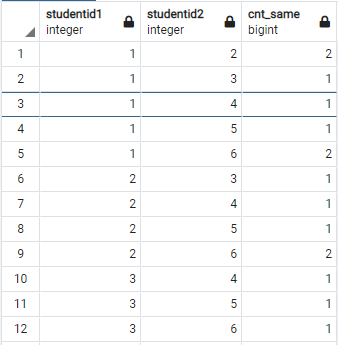 studentid1 studentid2 cnt_same
integer integer bigint
1 1 2 2
2 1 3 1
3 1 4 1
4 1 5 1
5 1 6 2
6 2 3 1
7 2 4 1
8 2 5 1
9 2 6 2
10 3 4 1
11 3 5 1
12 3 6 1